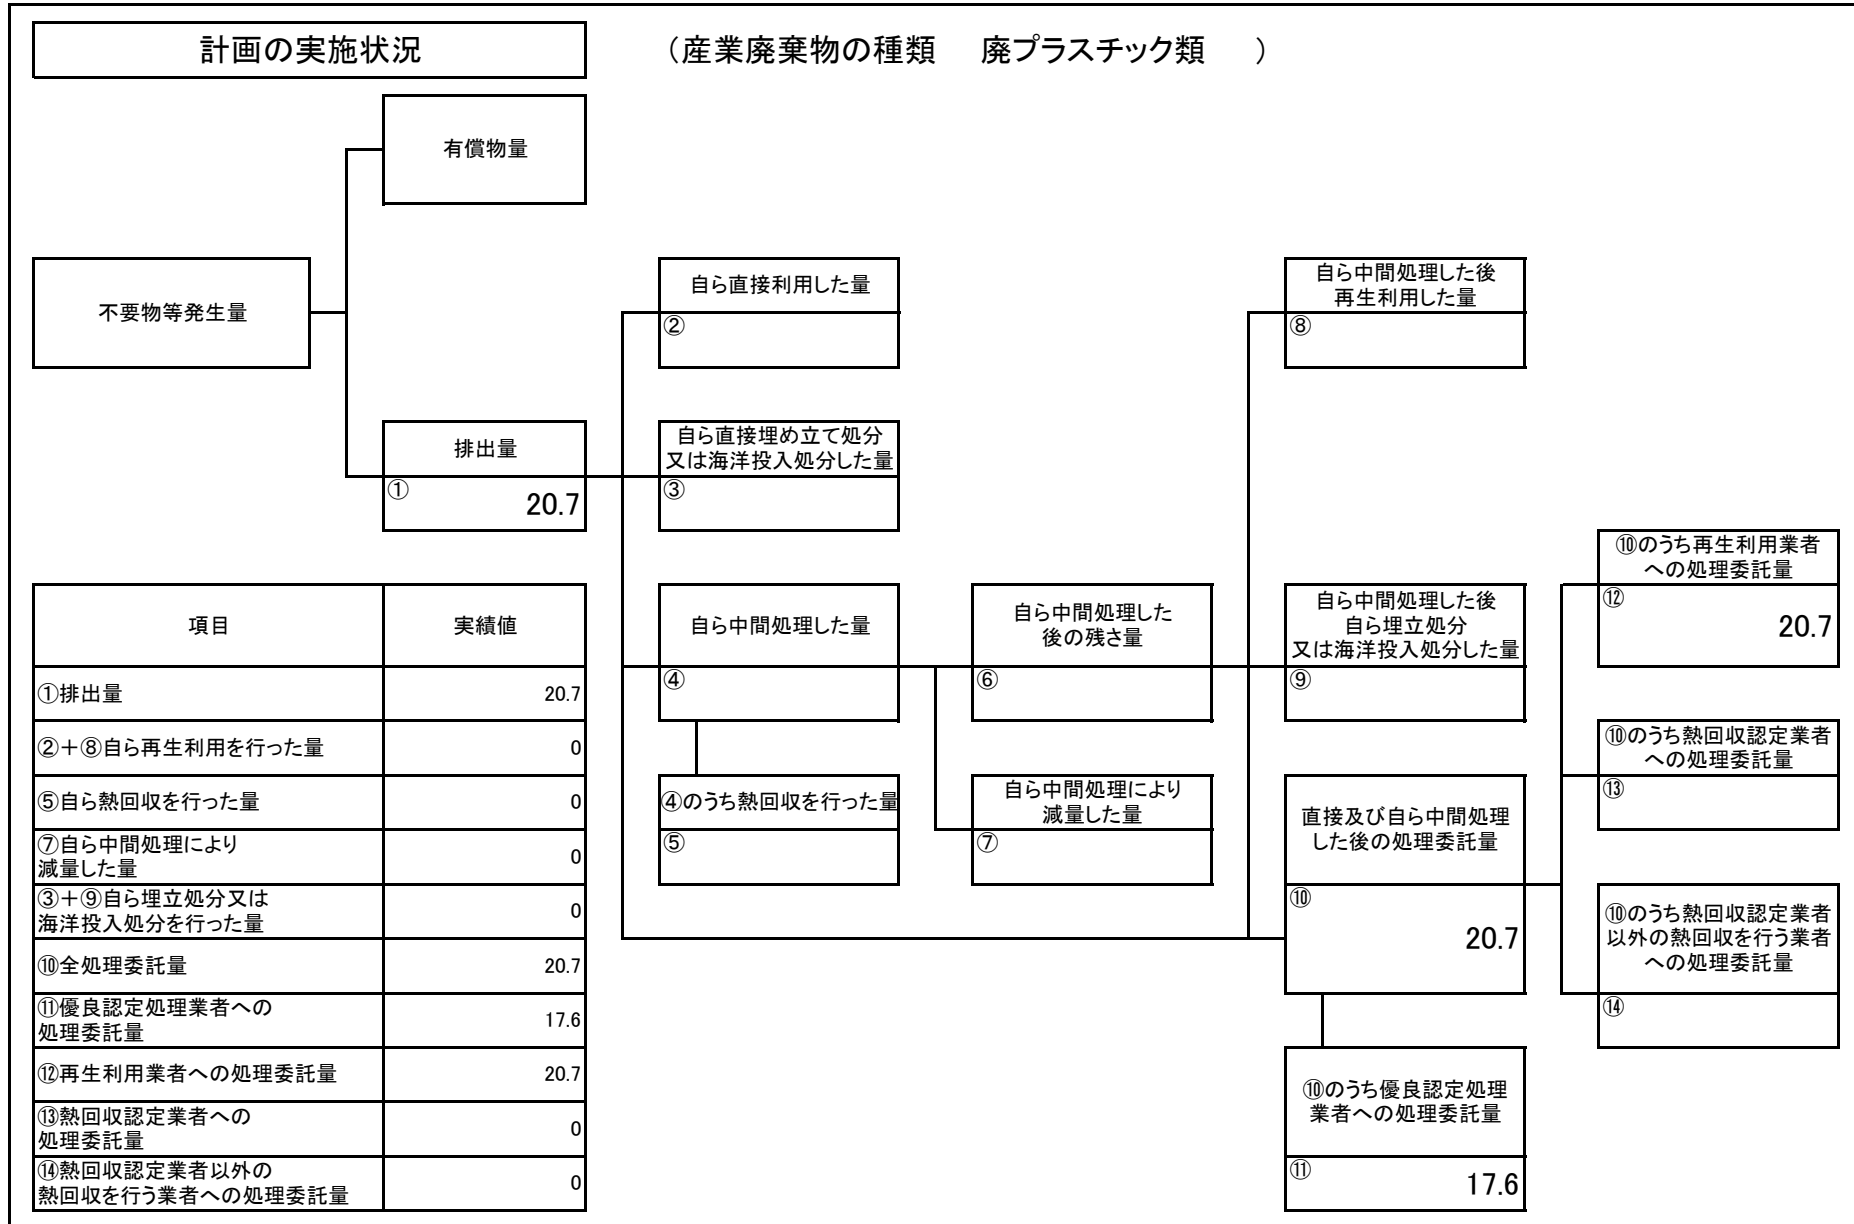 計画の実施状況
(産業廃棄物の種類 廃プラスチック類 )
有償物量
不要物等発生量
自ら直接利用した量
②
自ら中間処理した後
再生利用した量
⑧
排出量
① 20.7
自ら直接埋め立て処分
又は海洋投入処分した量
③
⑩のうち再生利用業者
への処理委託量
⑫
20.7
自ら中間処理した量
④
自ら中間処理した
後の残さ量
⑥
自ら中間処理した後
自ら埋立処分
又は海洋投入処分した量
⑨
⑩のうち熱回収認定業者
への処理委託量
⑬
④のうち熱回収を行った量
⑤
自ら中間処理により
減量した量
⑦
直接及び自ら中間処理
した後の処理委託量
⑩
20.7
⑩のうち熱回収認定業者
以外の熱回収を行う業者
への処理委託量
⑭
⑩のうち優良認定処理
業者への処理委託量
⑪ 17.6
項目 実績値
①排出量 20.7
②+⑧自ら再生利用を行った量 0
⑤自ら熱回収を行った量 0
⑦自ら中間処理により
減量した量 0
③+⑨自ら埋立処分又は
海洋投入処分を行った量 0
⑩全処理委託量 20.7
⑪優良認定処理業者への
処理委託量 17.6
⑫再生利用業者への処理委託量 20.7
⑬熱回収認定業者への
処理委託量 0
⑭熱回収認定業者以外の
熱回収を行う業者への処理委託量 0